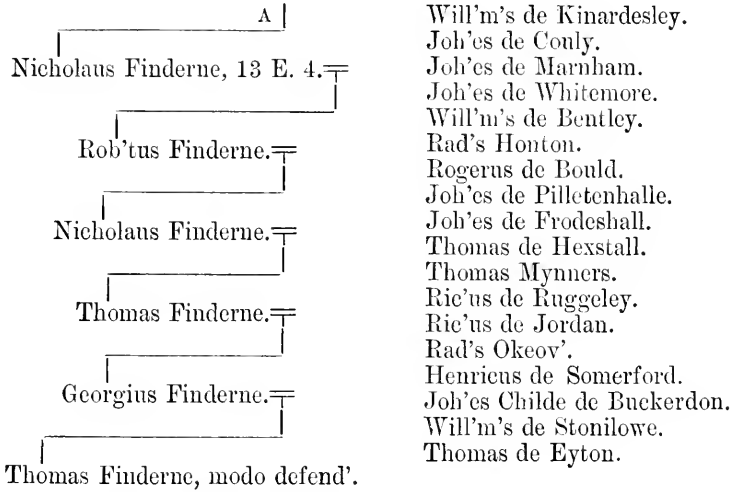 A
Nicholaus Finderne, 13 E. 4.
Rob'tus Finderne.
Nicholaus Finderne.
Thomas Finderne.
Georgius Finderne.
Thomas Finderne, modo defend'.
Will'm's de Kinardesley.
Joh'es de Couly.
Joh'es de Marnham.
Joh'es de Whitemore.
Will'm's de Bentley.
Rad's Honton.
Rogerus de Bould.
Joh'es de Pilletenhalle.
Joh'es de Frodeshall.
Thomas de Hexstall.
Thomas Mynners.
Ric'us de Ruggeley.
Ric'us de Jordan.
Rad's Okeov'.
Henricus de Somerford.
Joh'es Childe de Buckerdon.
Will'm's de Stonilowe.
Thomas de Eyton.